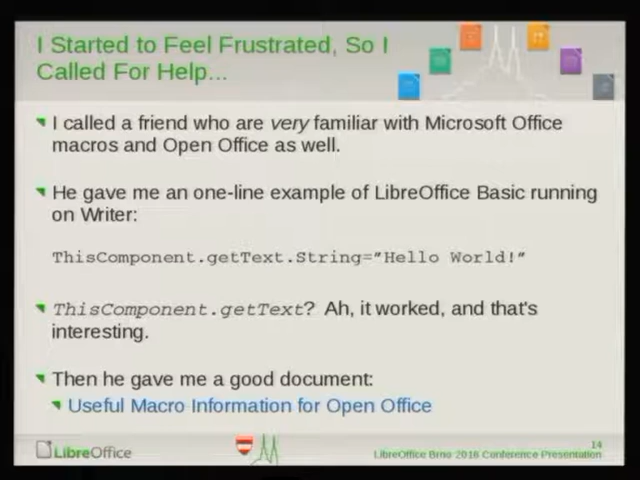 I Started to Feel Frustrated, So I
Called For Help...
I called a friend who are very familiar with Microsoft Office
macros and Open Office as well.
He gave me an one-line example of LibreOffice Basic running
on Writer:
ThisComponent.getText.String="Hello World!"
ThisComponent.getText? Ah, it worked, and that's
interesting.
Then he gave me a good document:
Useful Macro Information for Open Office
LibreOffice
14
LibreOffice Brno 2016 Conference Presentation